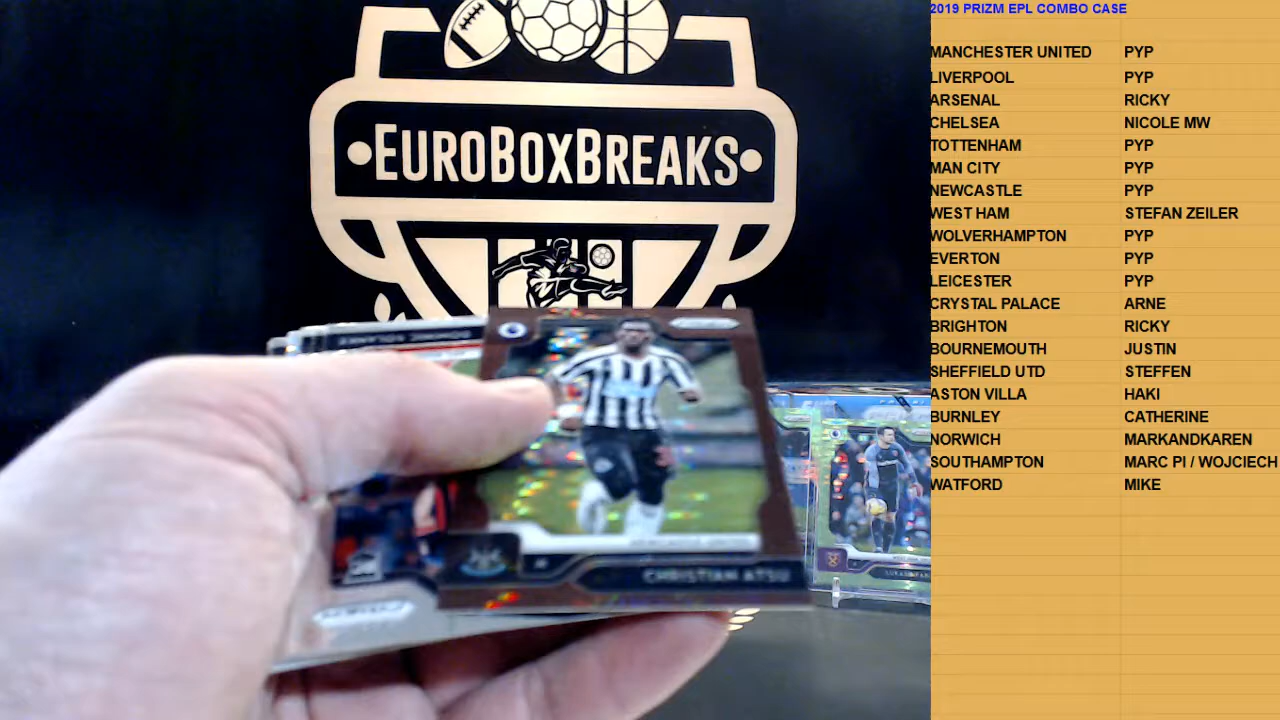 2019 PRIZM EPL COMBO CASE
MANCHESTER UNITED PYP
LIVERPOOL PYP
ARSENAL RICKY
CHELSEA NICOLE MW
TOTTENHAM PYP
MAN CITY PYP
NEWCASTLE PYP
WEST HAM STEFAN ZEILER
WOLVERHAMPTON PYP
EVERTON PYP
LEICESTER PYP
CRYSTAL PALACE ARNE
BRIGHTON RICKY
BOURNEMOUTH JUSTIN
SHEFFIELD UTD STEFFEN
ASTON VILLA HAKI
BURNLEY CATHERINE
NORWICH MARKANDKAREN
SOUTHAMPTON MARC PI / WOJCIECH
WATFORD MIKE
EUROBOXBREAKS
CHRISTIAN ATSU